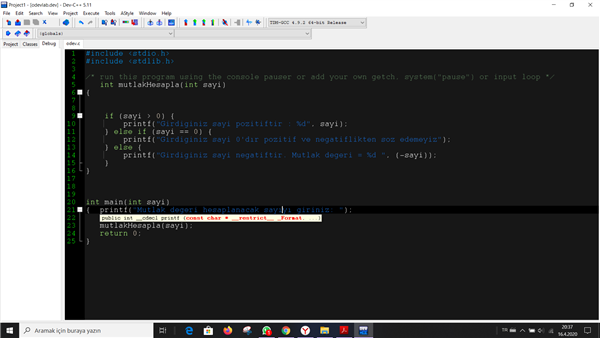 Project1 - [odevlab.dev] - Dev-C++ 5.11
File Edit Search View Project Execute Tools AStyle Window Help
TDM-GCC 4.9.2 64-bit Release
(globals)
Project Classes Debug odev.c
1 #include <stdio.h>
2 #include <stdlib.h>
3
4 /* run this program using the console pauser or add your own getch, system("pause") or input loop */
5 int mutlakHesapla(int sayi)
6 {
7
8
9 if (sayi > 0) {
10 printf("Girdiginiz sayi pozitiftir : %d", sayi);
11 } else if (sayi == 0) {
12 printf("Girdiginiz sayi 0'dir pozitif ve negatiflikten soz edemeyiz");
13 } else {
14 printf("Girdiginiz sayi negatiftir. Mutlak degeri = %d ", (-sayi));
15 }
16 }
17
18
19
20 int main(int sayi)
21 { printf("Mutlak degeri hesaplanacak sayiyi giriniz: ");
22 public int __cdecl printf (const char * __restrict__ _Format, ...)
23 mutlakHesapla(sayi);
24 return 0;
25 }
Aramak için buraya yazın
TR
20:37
16.4.2020